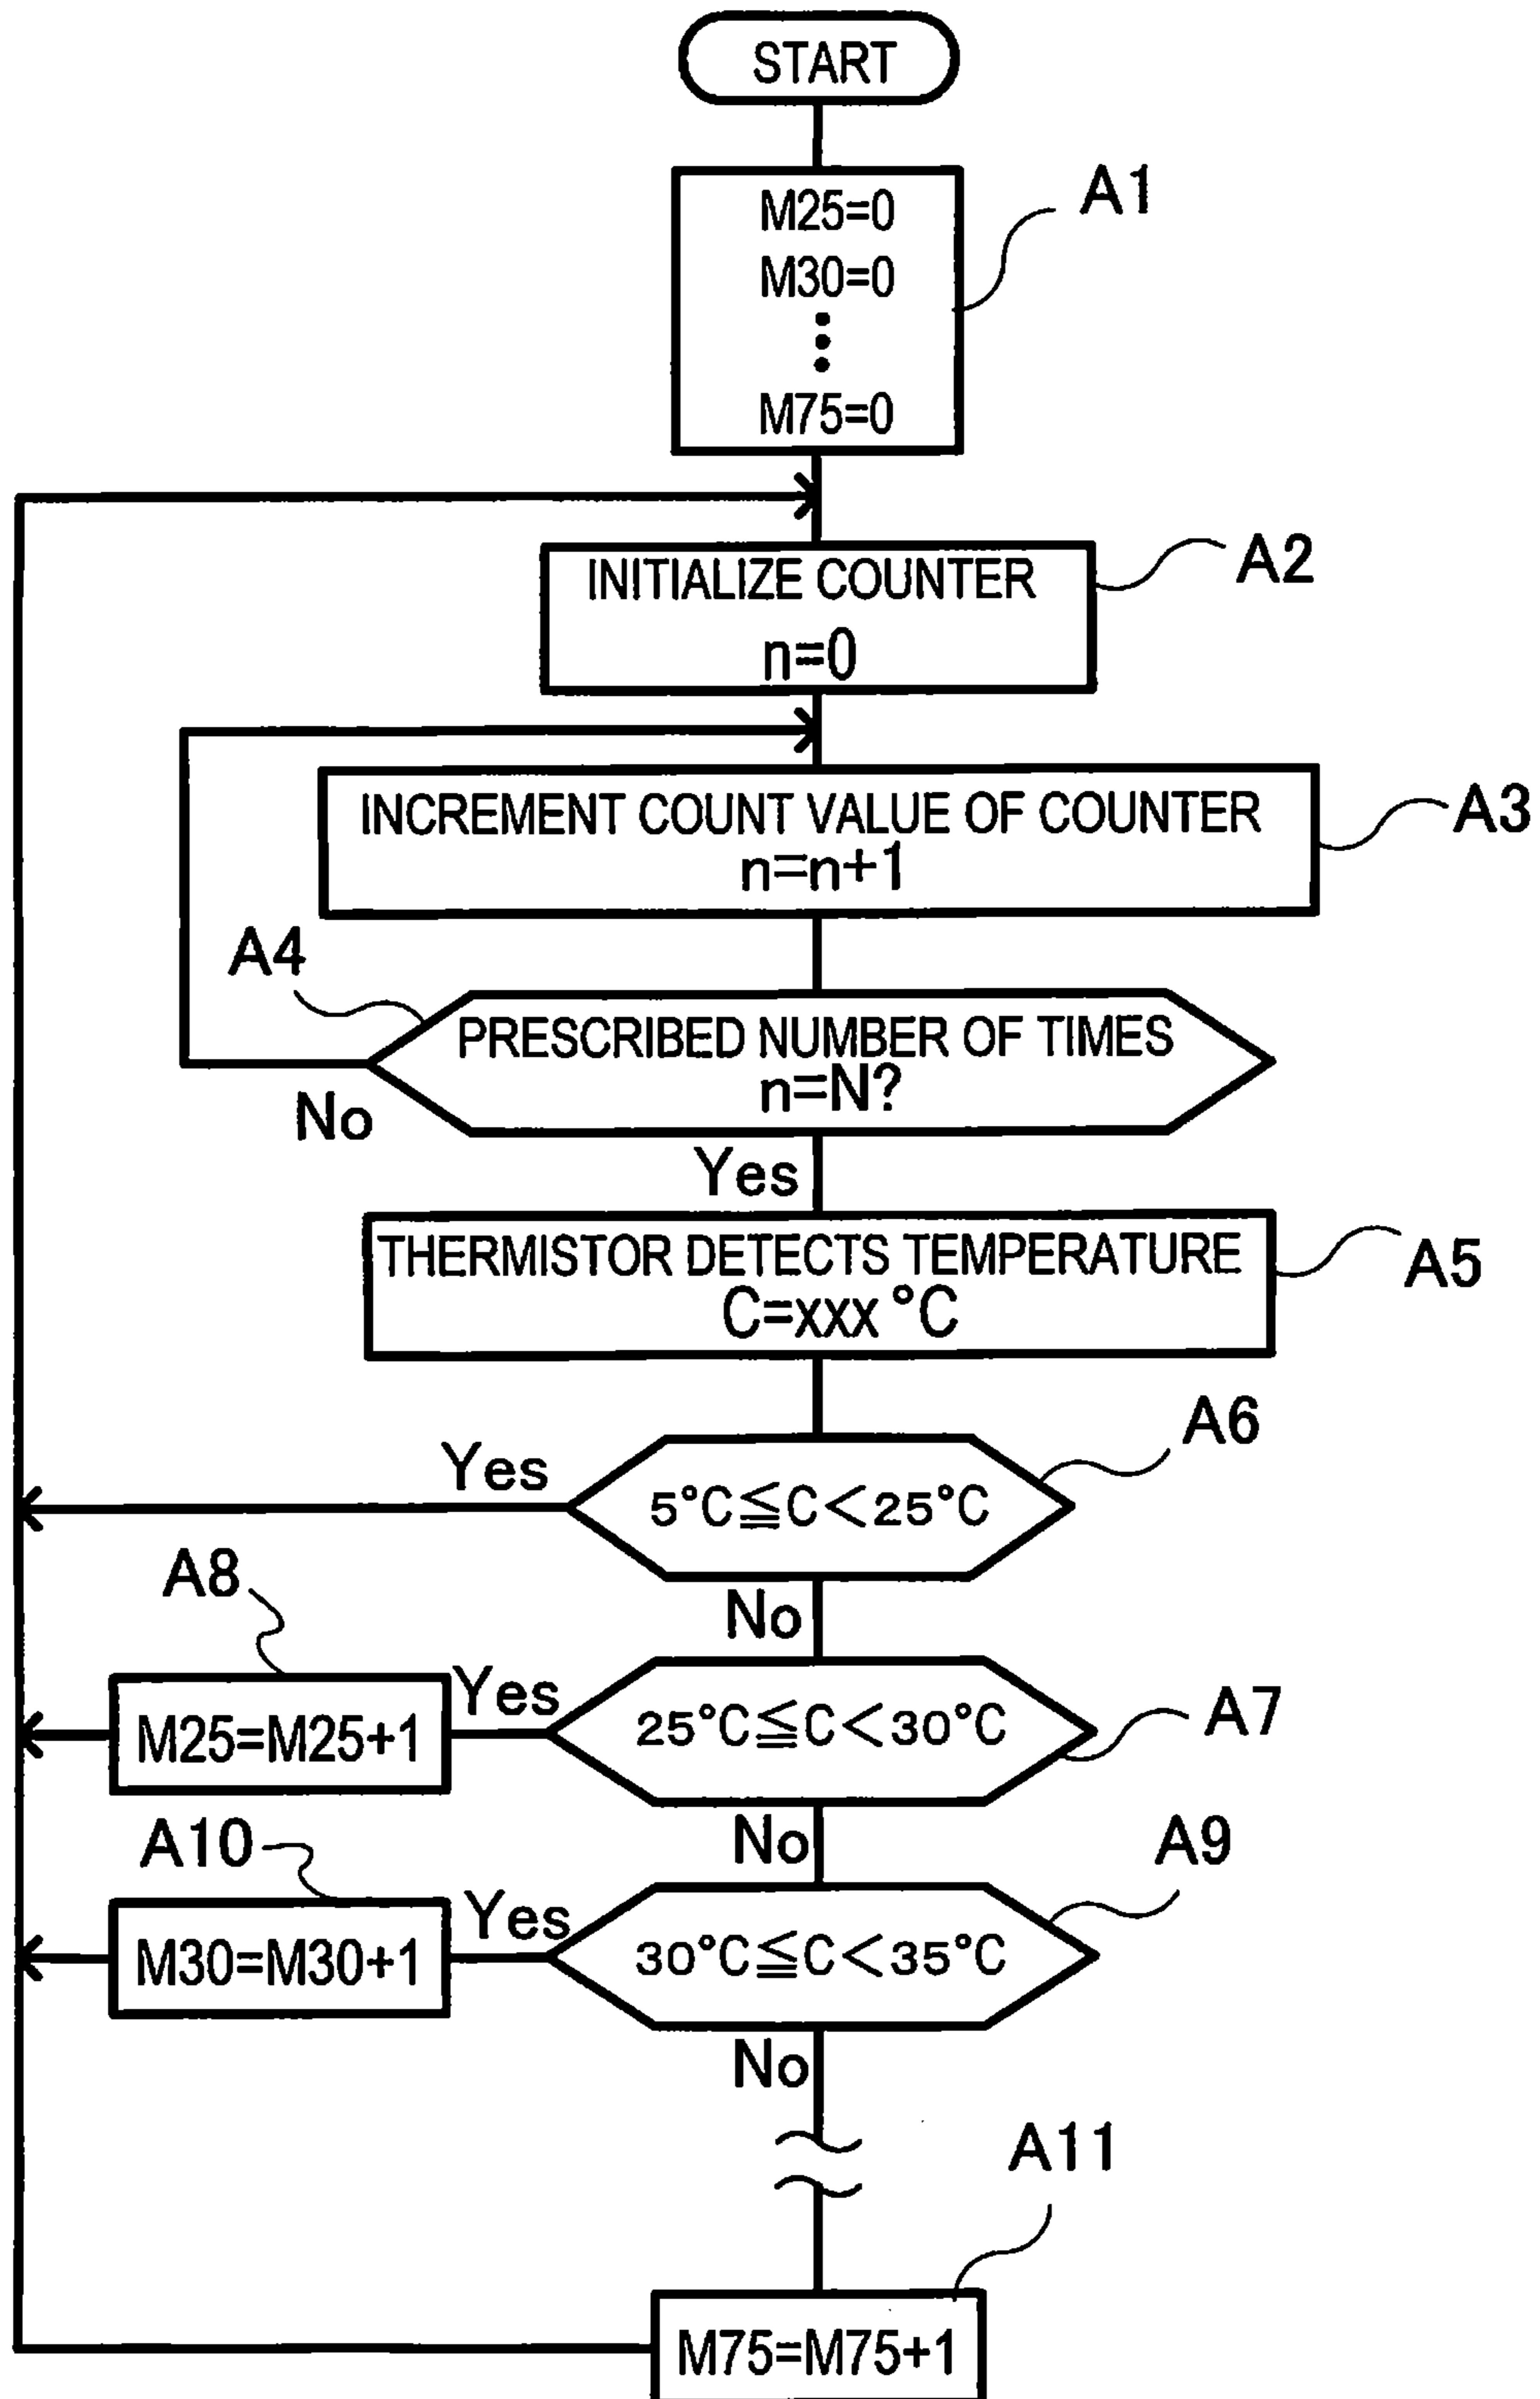 START
M25=0
M30=0
M75=0
A1
INITIALIZE COUNTER
n=0
A2
INCREMENT COUNT VALUE OF COUNTER
n=n+1
A3
A4
PRESCRIBED NUMBER OF TIMES
n=N?
No
Yes
THERMISTOR DETECTS TEMPERATURE
C=xxx °C
A5
A6
Yes
5°C≦C<25°C
No
A8
M25=M25+1
Yes
25°C≦C<30°C
A7
No
A10
M30=M30+1
Yes
30°C≦C<35°C
A9
No
A11
M75=M75+1